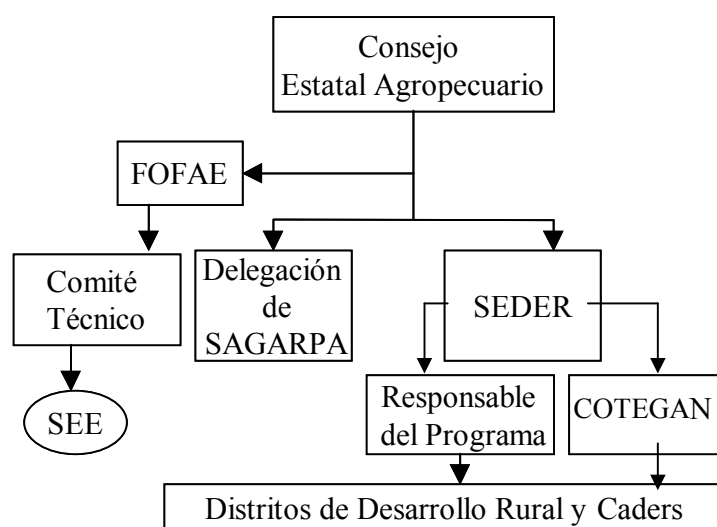 Consejo
Estatal Agropecuario
FOFAE
Comité
Técnico
Delegación
de
SAGARPA
SEDER
SEE
Responsable
del Programa
COTEGAN
Distritos de Desarrollo Rural y Caders